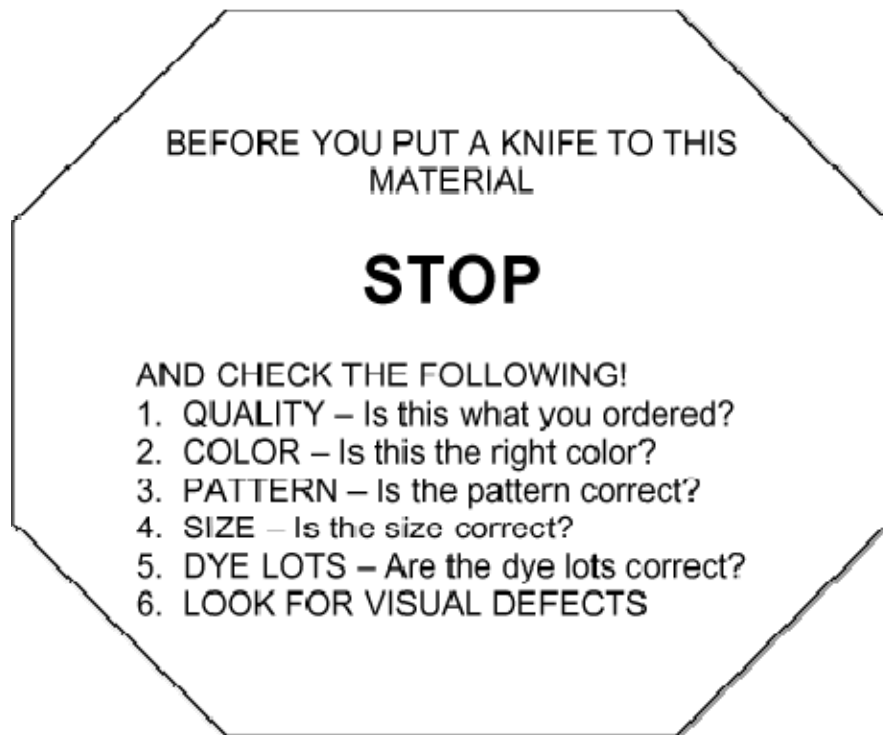 BEFORE YOU PUT A KNIFE TO THIS
MATERIAL
STOP
AND CHECK THE FOLLOWING!
1. QUALITY – Is this what you ordered?
2. COLOR – Is this the right color?
3. PATTERN – Is the pattern correct?
4. SIZE – Is the size correct?
5. DYE LOTS – Are the dye lots correct?
6. LOOK FOR VISUAL DEFECTS